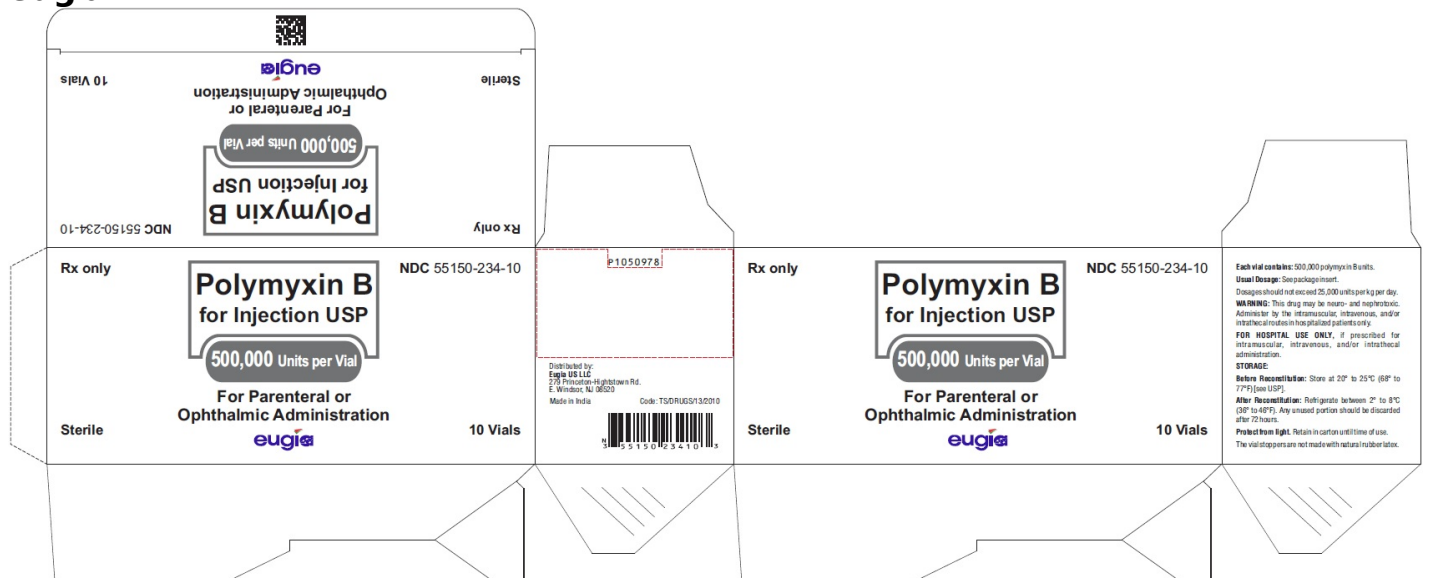 10 Vials
Sterile
eugia
For Parenteral or
Ophthalmic Administration
500,000 Units per Vial
Polymyxin B
for Injection USP
NDC 55150-234-10
Rx only
Rx only
NDC 55150-234-10
Polymyxin B
for Injection USP
500,000 Units per Vial
For Parenteral or
Ophthalmic Administration
Sterile
eugia
10 Vials
P1050978
Distributed by:
Eugia US LLC
279 Princeton-Hightstown Rd.
E. Windsor, NJ 08520
Made in India Code: TS/DRUGS/13/2010
N
3 55150 23410 3
Rx only
NDC 55150-234-10
Polymyxin B
for Injection USP
500,000 Units per Vial
For Parenteral or
Ophthalmic Administration
Sterile
eugia
10 Vials
Each vial contains: 500,000 polymyxin B units.
Usual Dosage: See package insert.
Dosages should not exceed 25,000 units per kg per day.
WARNING: This drug may be neuro- and nephrotoxic.
Administer by the intramuscular, intravenous, and/or
intrathecal routes in hospitalized patients only.
FOR HOSPITAL USE ONLY, if prescribed for
intramuscular, intravenous, and/or intrathecal
administration.
STORAGE:
Before Reconstitution: Store at 20° to 25°C (68° to
77°F) [see USP].
After Reconstitution: Refrigerate between 2° to 8°C
(36° to 46°F). Any unused portion should be discarded
after 72 hours.
Protect from light. Retain in carton until time of use.
The vial stoppers are not made with natural rubber latex.